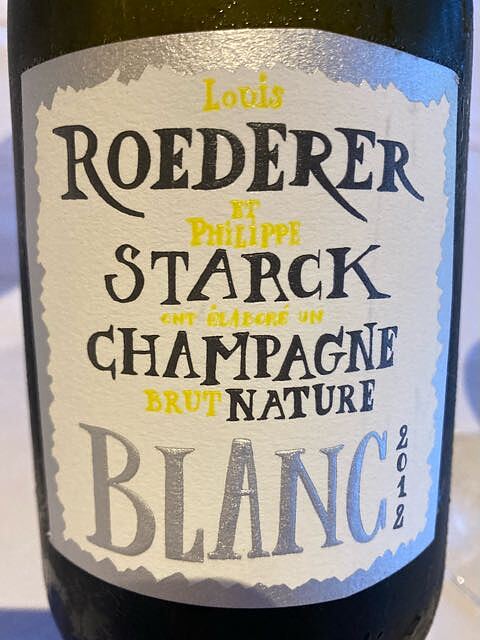 Louis
ROEDERER
ET
PHILIPPE
STARCK
ONT ÉLABORÉ UN
CHAMPAGNE
BRUT NATURE
BLANC
2012